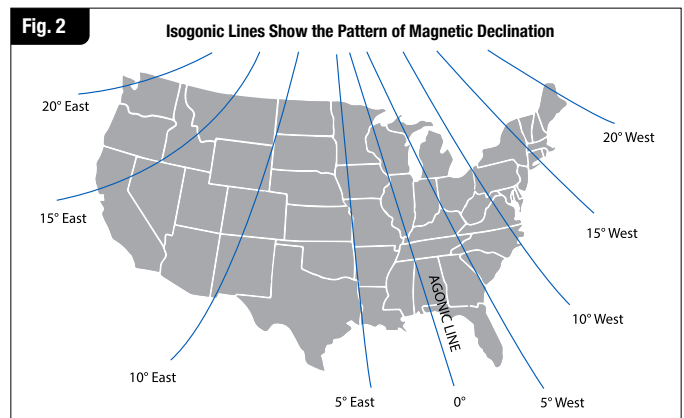 Fig. 2
Isogonic Lines Show the Pattern of Magnetic Declination
20° East
20° West
15° East
15° West
AGONIC LINE
10° West
10° East
5° East
0°
5° West